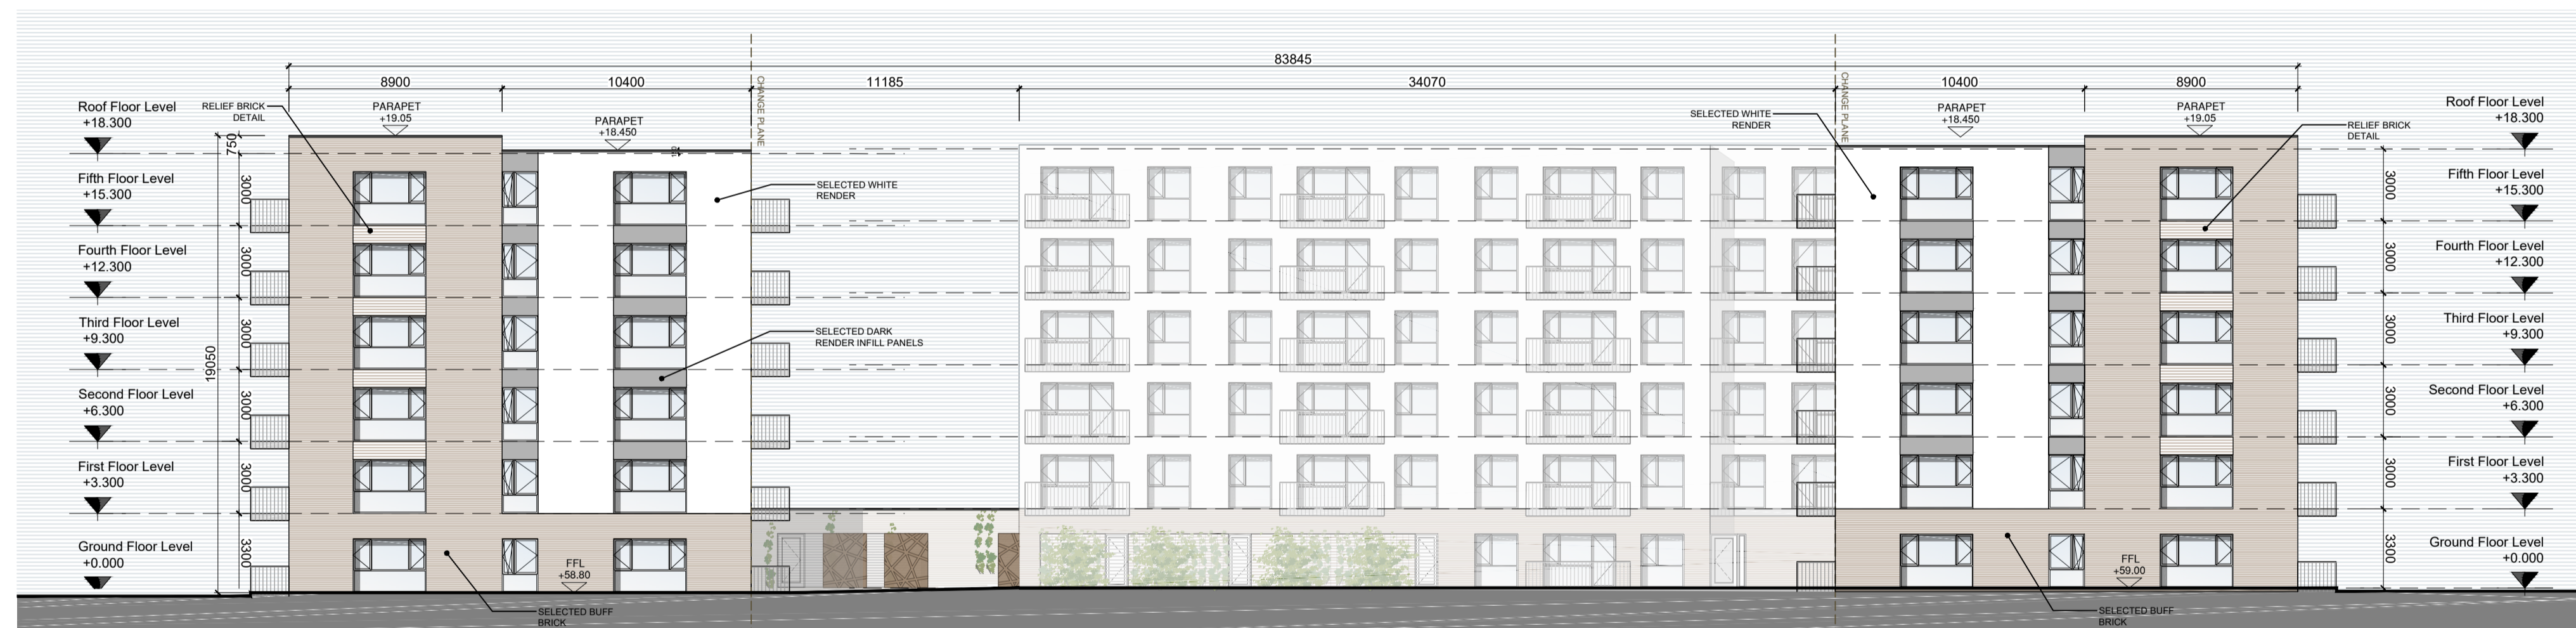 83845
8900
10400
11185
34070
10400
8900
CHANGE PLANE
CHANGE PLANE
Roof Floor Level
+18.300
RELIEF BRICK
DETAIL
PARAPET
+19.05
PARAPET
+18.450
SELECTED WHITE
RENDER
PARAPET
+18.450
PARAPET
+19.05
RELIEF BRICK
DETAIL
Roof Floor Level
+18.300
750
Fifth Floor Level
+15.300
3000
SELECTED WHITE
RENDER
3000
Fifth Floor Level
+15.300
Fourth Floor Level
+12.300
3000
3000
Fourth Floor Level
+12.300
Third Floor Level
+9.300
3000
19050
SELECTED DARK
RENDER INFILL PANELS
3000
Third Floor Level
+9.300
Second Floor Level
+6.300
3000
3000
Second Floor Level
+6.300
First Floor Level
+3.300
3000
3000
First Floor Level
+3.300
Ground Floor Level
+0.000
3300
FFL
+58.80
FFL
+59.00
3300
Ground Floor Level
+0.000
SELECTED BUFF
BRICK
SELECTED BUFF
BRICK